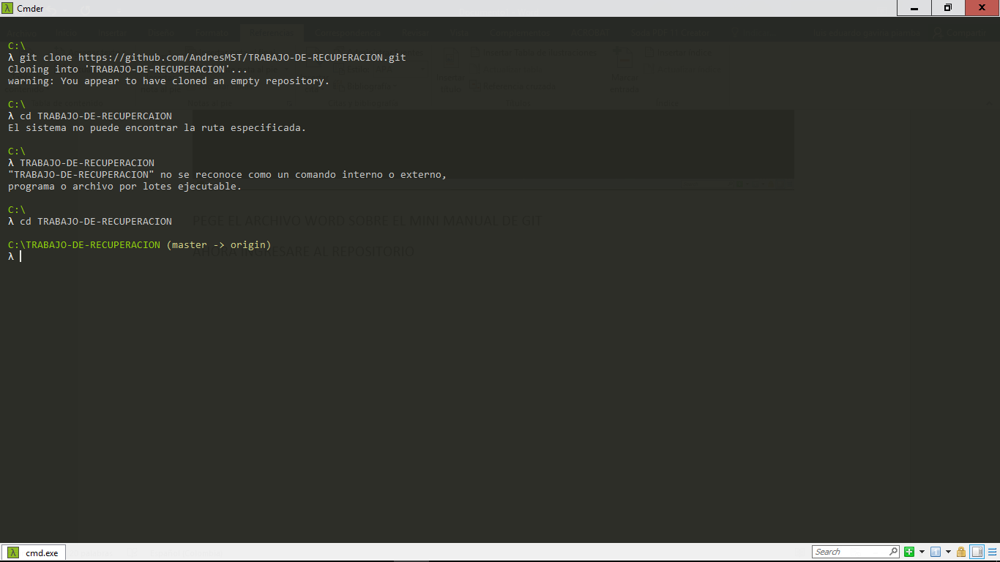 Cmder
C:\
λ git clone https://github.com/AndresMST/TRABAJO-DE-RECUPERACION.git
Cloning into 'TRABAJO-DE-RECUPERACION'...
warning: You appear to have cloned an empty repository.
C:\
λ cd TRABAJO-DE-RECUPERCAION
El sistema no puede encontrar la ruta especificada.
C:\
λ TRABAJO-DE-RECUPERACION
"TRABAJO-DE-RECUPERACION" no se reconoce como un comando interno o externo,
programa o archivo por lotes ejecutable.
C:\
λ cd TRABAJO-DE-RECUPERACION
PEGE EL ARCHIVO WORD SOBRE EL MINI MANUAL DE GIT
C:\TRABAJO-DE-RECUPERACION (master -> origin)
AHORA INGRESARE AL REPOSITORIO
λ
cmd.exe
Search